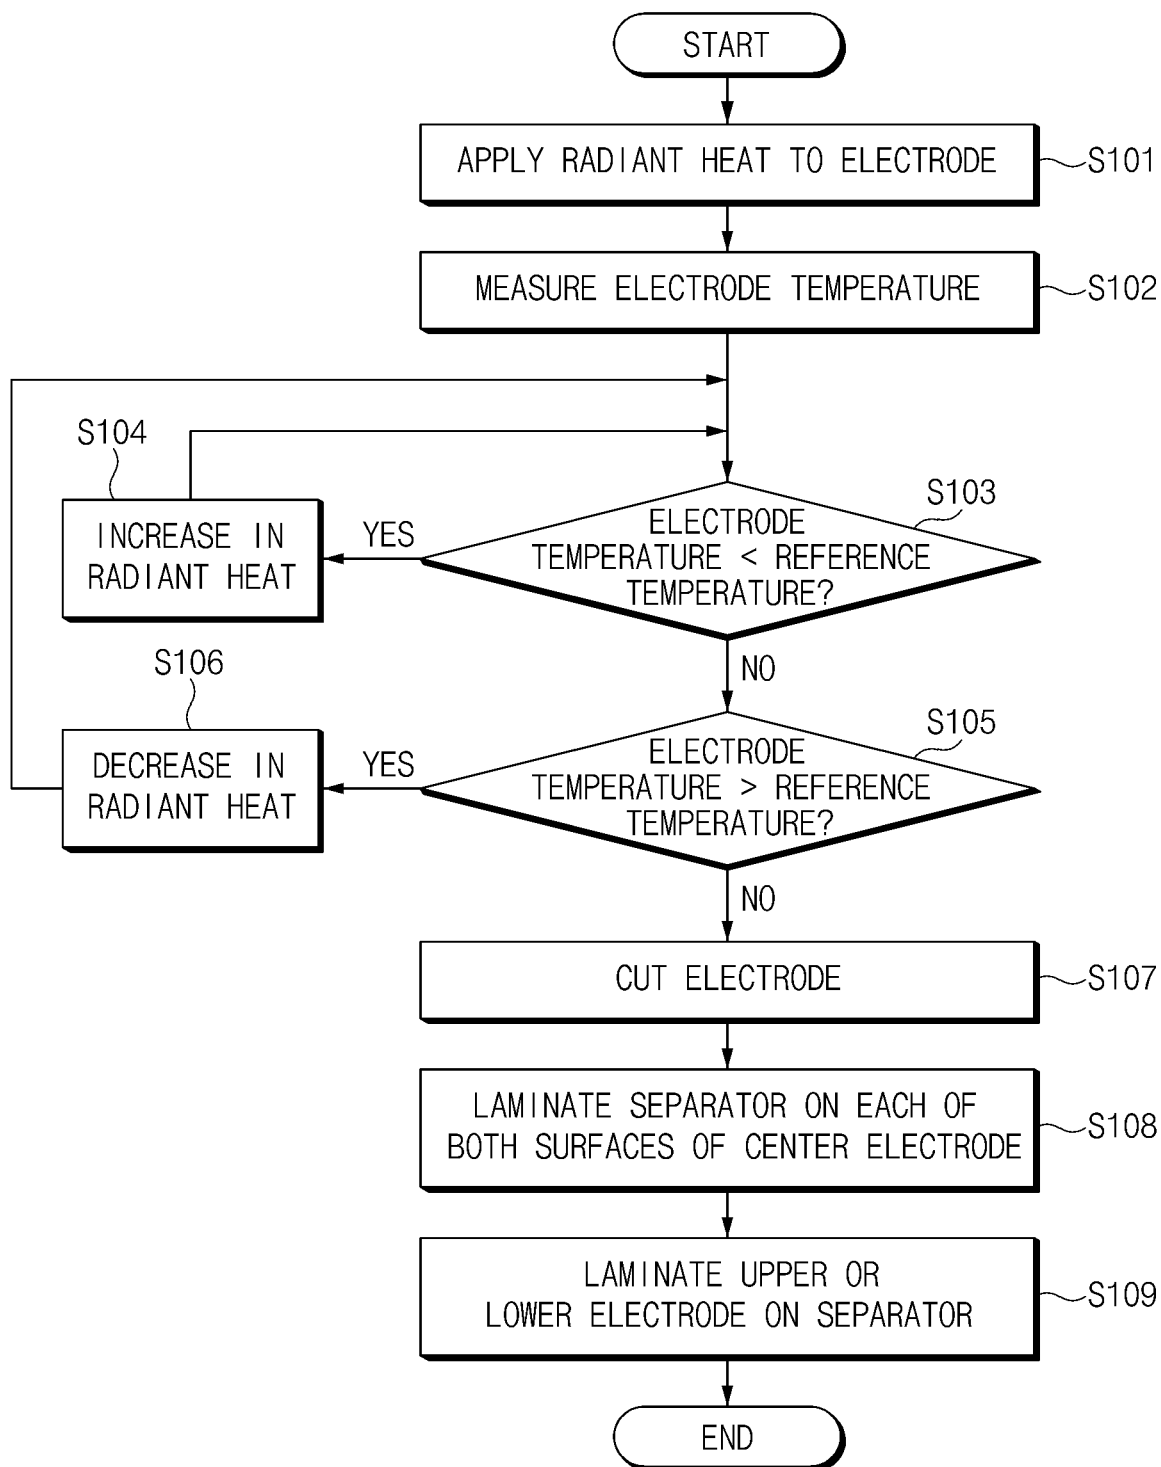 START
APPLY RADIANT HEAT TO ELECTRODE
S101
MEASURE ELECTRODE TEMPERATURE
S102
S104
INCREASE IN
RADIANT HEAT
YES
S103
ELECTRODE
TEMPERATURE < REFERENCE
TEMPERATURE?
NO
S106
DECREASE IN
RADIANT HEAT
YES
S105
ELECTRODE
TEMPERATURE > REFERENCE
TEMPERATURE?
NO
CUT ELECTRODE
S107
LAMINATE SEPARATOR ON EACH OF
BOTH SURFACES OF CENTER ELECTRODE
S108
LAMINATE UPPER OR
LOWER ELECTRODE ON SEPARATOR
S109
END